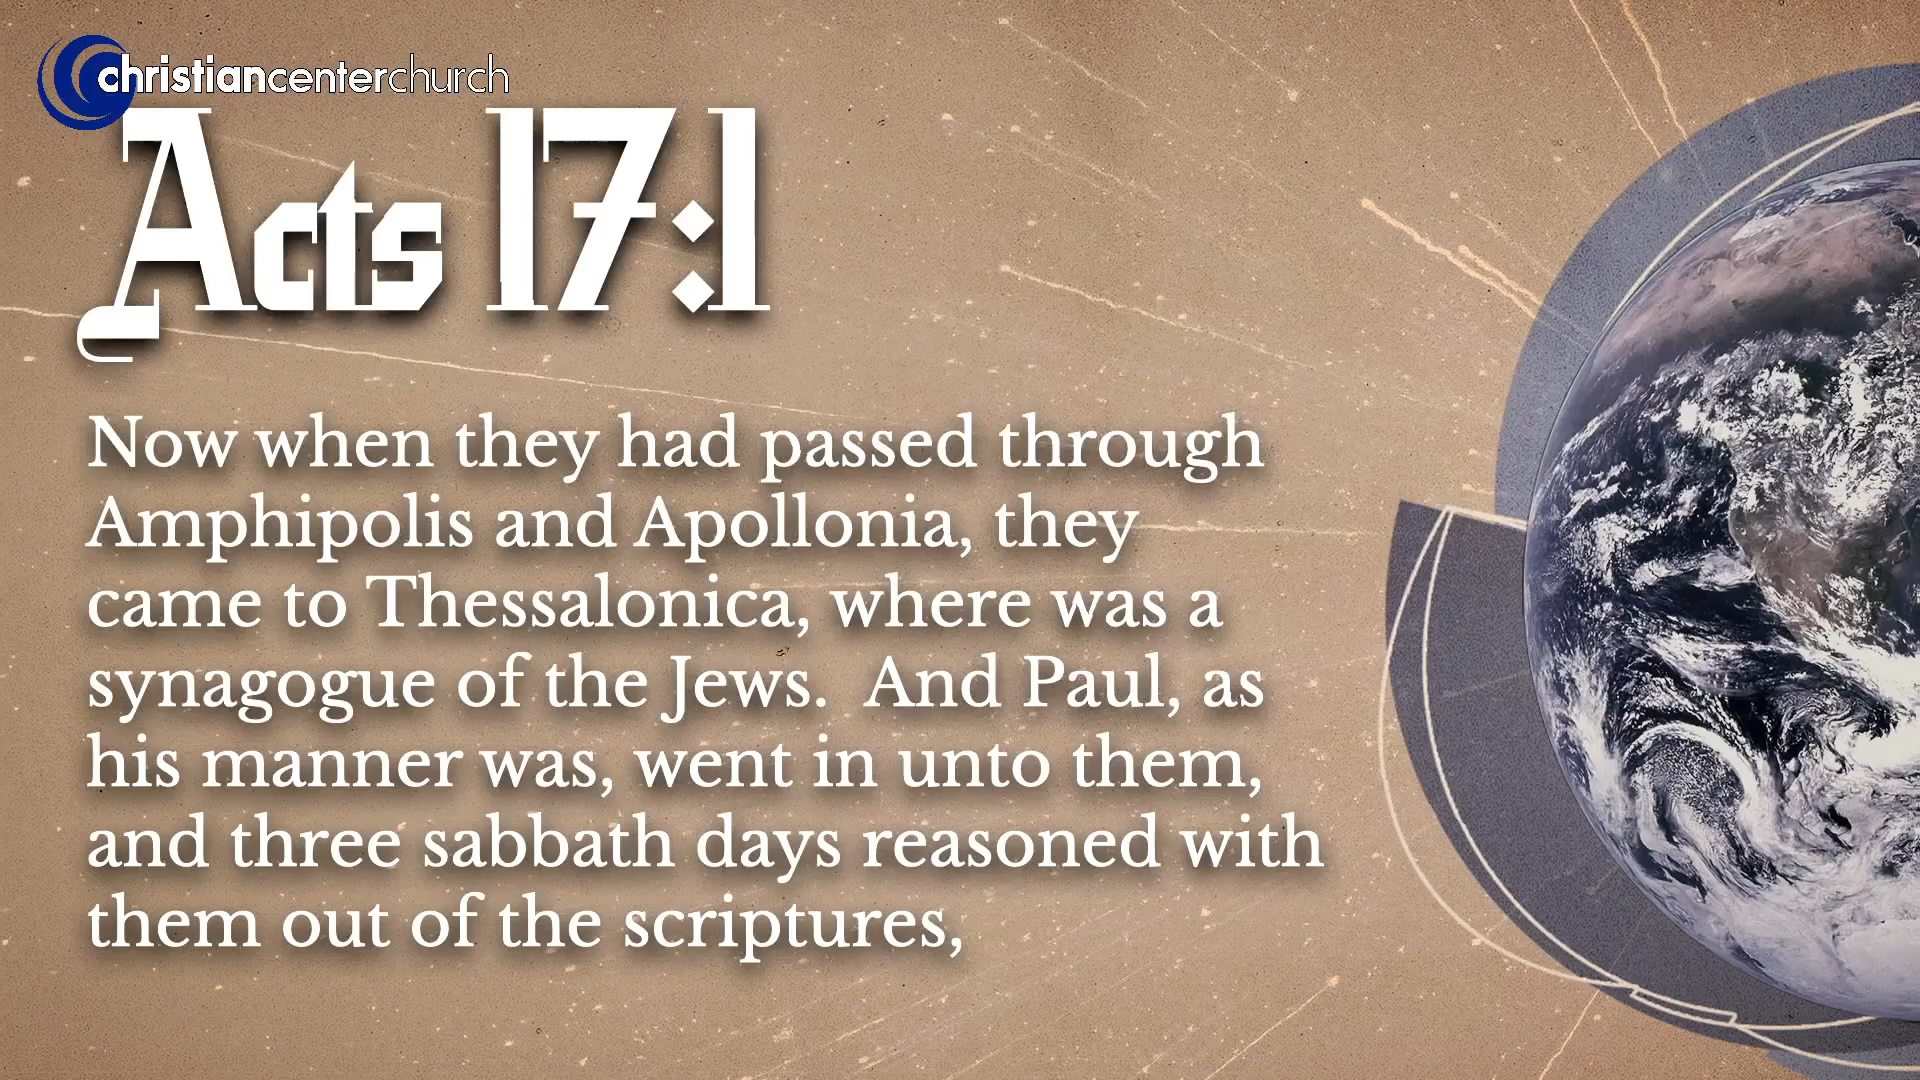 christiancenterchurch
Acts 17:1
Now when they had passed through
Amphipolis and Apollonia, they
came to Thessalonica, where was a
synagogue of the Jews.  And Paul, as
his manner was, went in unto them,
and three sabbath days reasoned with
them out of the scriptures,